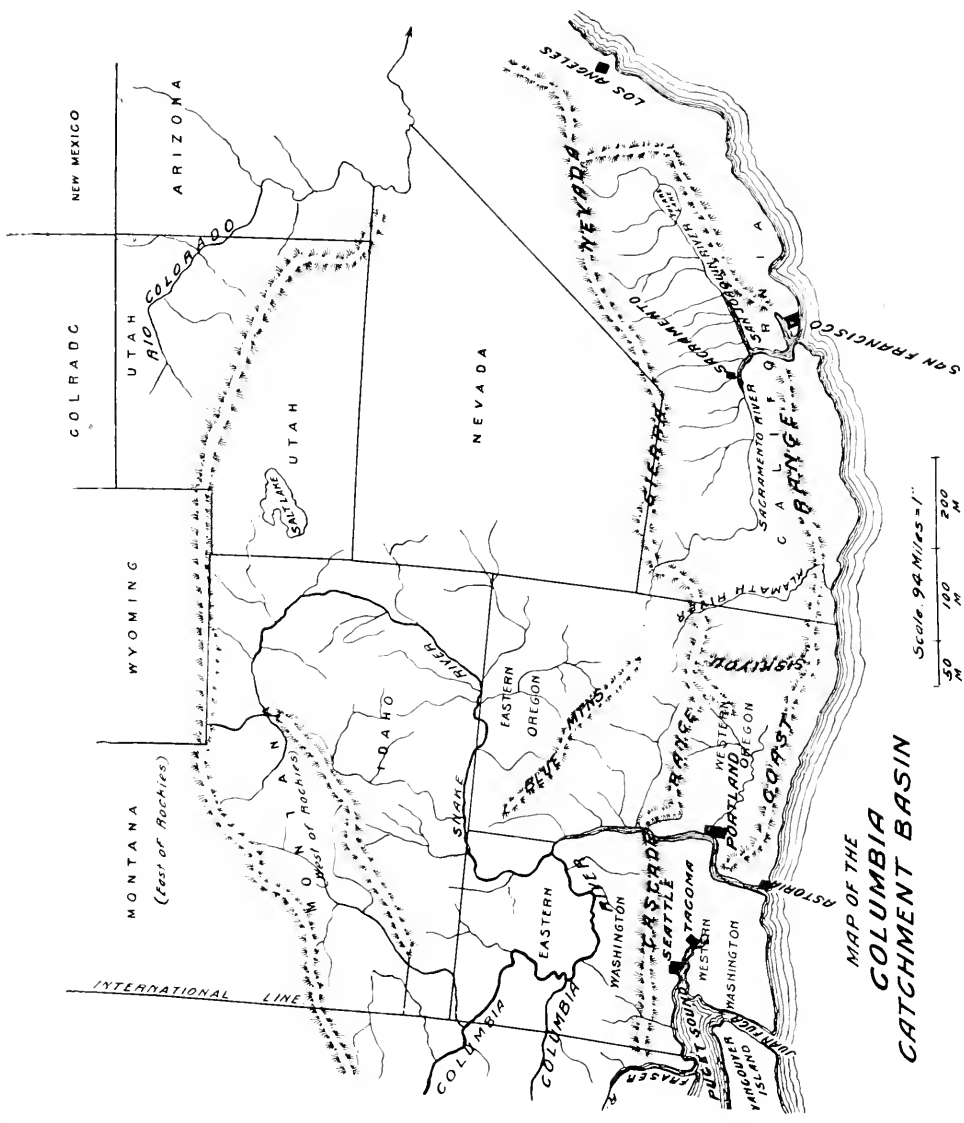 MAP OF THE
COLUMBIA
CATCHMENT BASIN
Scale. 94 Miles = 1"
50 M
100 M
200 M
INTERNATIONAL LINE
MONTANA
(East of Rockies)
MONTANA
(West of Rockies)
WYOMING
COLORADO
NEW MEXICO
ARIZONA
UTAH
RIO COLORADO
UTAH
SALT LAKE
NEVADA
IDAHO
SNAKE RIVER
EASTERN
OREGON
BLUE MTNS
COLUMBIA
COLUMBIA RIVER
EASTERN
WASHINGTON
CASCADE RANGE
SEATTLE
TACOMA
WESTERN
WASHINGTON
FRASER R.
PUGET SOUND
VANCOUVER
ISLAND
JUAN FUCA
ASTORIA
PORTLAND
WESTERN
OREGON
COAST RANGE
SISKIYOU
KLAMATH RIVER
SIERRA NEVADA
CALIFORNIA
SACRAMENTO RIVER
SACRAMENTO
SAN JOAQUIN RIVER
SAN FRANCISCO
LOS ANGELES